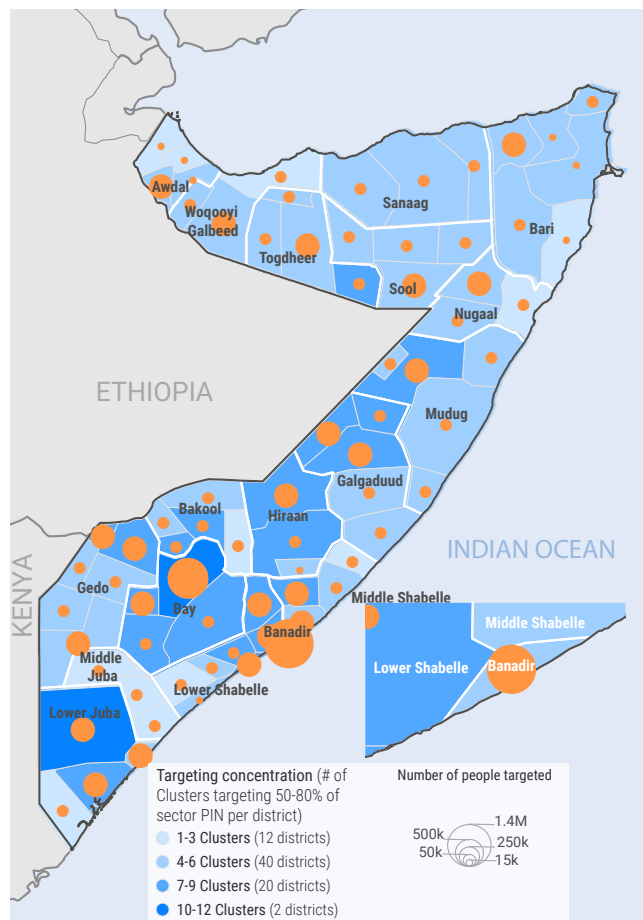 Awdal
Woqooyi
Galbeed
Togdheer
Sanaag
Bari
Sool
Nugaal
ETHIOPIA
Mudug
Galgaduud
Bakool
Hiraan
INDIAN OCEAN
KENYA
Gedo
Bay
Middle Shabelle
Banadir
Middle
Juba
Lower Shabelle
Lower Juba
Middle Shabelle
Lower Shabelle
Banadir
Targeting concentration (# of
Clusters targeting 50-80% of
sector PIN per district)
1-3 Clusters (12 districts)
4-6 Clusters (40 districts)
7-9 Clusters (20 districts)
10-12 Clusters (2 districts)
Number of people targeted
1.4M
500k
250k
50k
15k